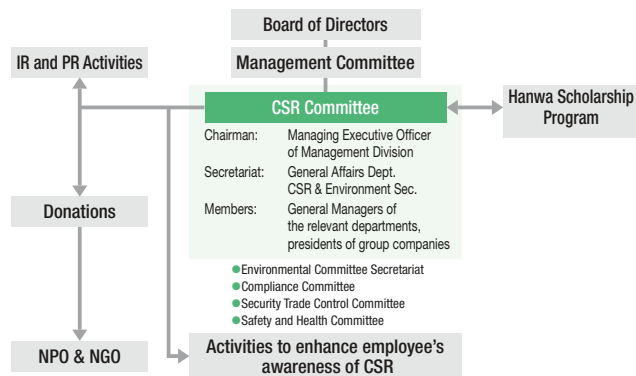 Board of Directors
IR and PR Activities
Management Committee
CSR Committee
Hanwa Scholarship
Program
Chairman: Managing Executive Officer
of Management Division
Secretariat: General Affairs Dept.
CSR & Environment Sec.
Members: General Managers of
the relevant departments,
presidents of group companies
Donations
●Environmental Committee Secretariat
●Compliance Committee
●Security Trade Control Committee
●Safety and Health Committee
NPO & NGO
Activities to enhance employee's
awareness of CSR